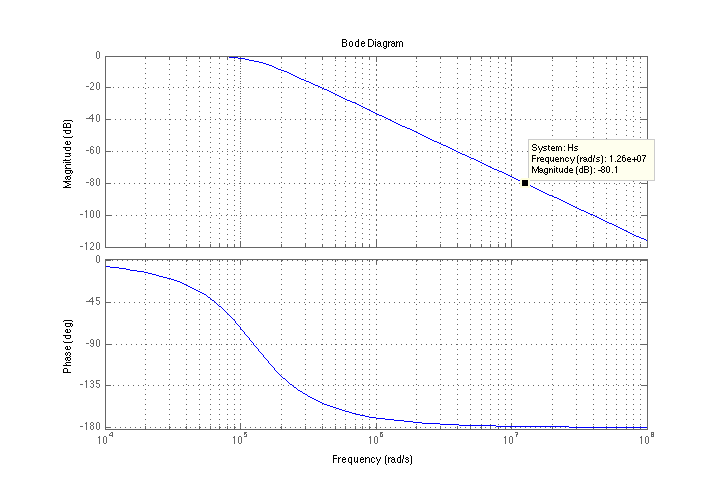 Bode Diagram
0
-20
-40
-60
-80
-100
-120
Magnitude (dB)
System: Hs
Frequency (rad/s): 1.26e+07
Magnitude (dB): -80.1
0
-45
-90
-135
-180
Phase (deg)
10^4 10^5 10^6 10^7 10^8
Frequency (rad/s)